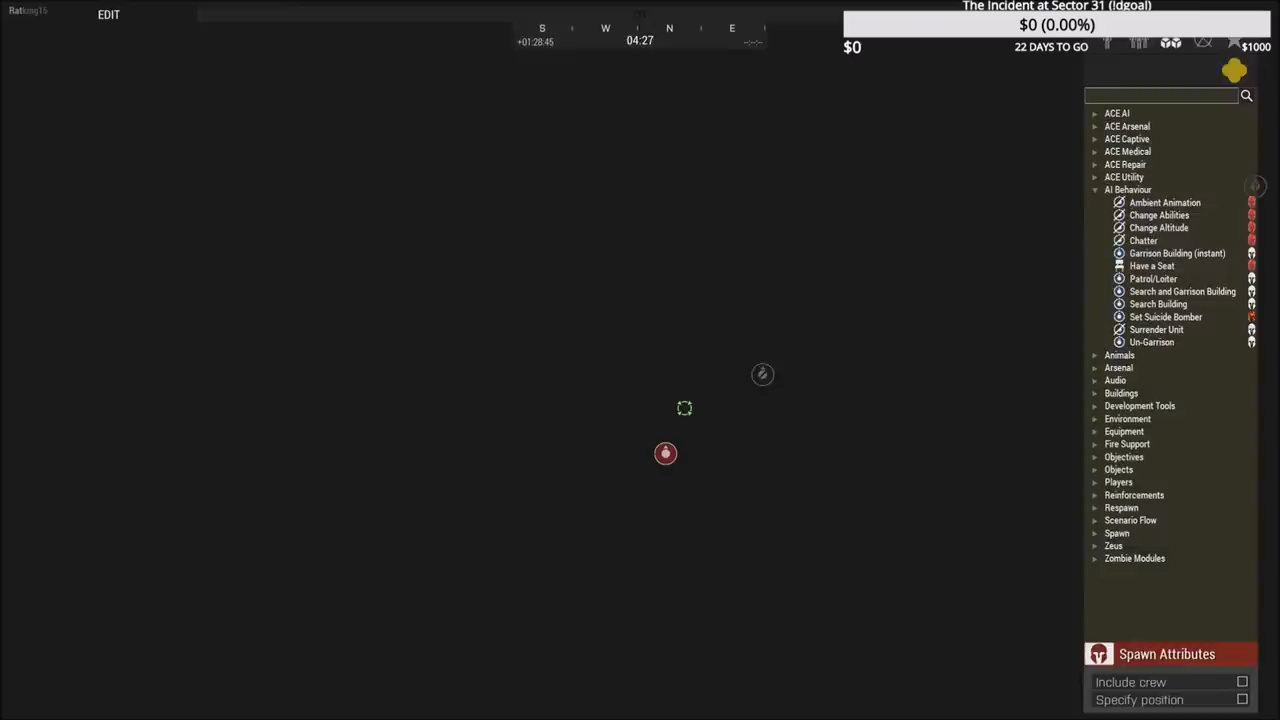 Ratking15
EDIT
S
W
N
E
+01:28:45
04:27
--:--:--
The Incident at Sector 31 (!dgoal)
$0 (0.00%)
$0
22 DAYS TO GO
$1000
ACE AI
ACE Arsenal
ACE Captive
ACE Medical
ACE Repair
ACE Utility
AI Behaviour
Ambient Animation
Change Abilities
Change Altitude
Chatter
Garrison Building (instant)
Have a Seat
Patrol/Loiter
Search and Garrison Building
Search Building
Set Suicide Bomber
Surrender Unit
Un-Garrison
Animals
Arsenal
Audio
Buildings
Development Tools
Environment
Equipment
Fire Support
Objectives
Objects
Players
Reinforcements
Respawn
Scenario Flow
Spawn
Zeus
Zombie Modules
Spawn Attributes
Include crew
Specify position